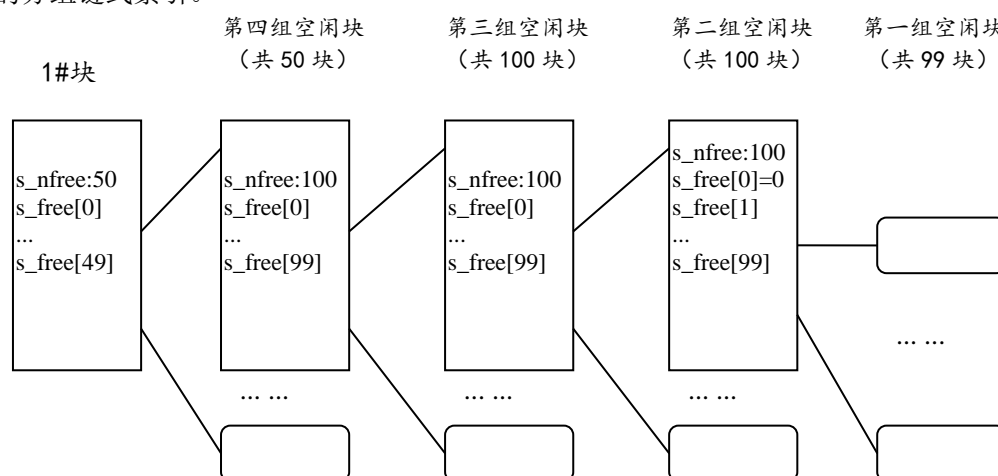 的分组链式索引。
第四组空闲块 第三组空闲块 第二组空闲块 第一组空闲块
1#块 （共 50 块） （共 100 块） （共 100 块） （共 99 块）
s_nfree:50
s_free[0]
...
s_free[49]
s_nfree:100
s_free[0]
...
s_free[99]
s_nfree:100
s_free[0]
...
s_free[99]
s_nfree:100
s_free[0]=0
s_free[1]
...
s_free[99]
... ...
... ...
... ...
... ...